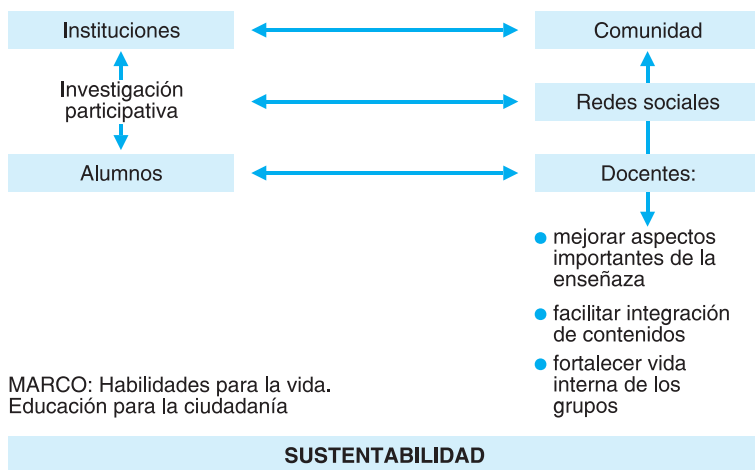 Instituciones
Comunidad
Investigación
participativa
Redes sociales
Alumnos
Docentes:
● mejorar aspectos
importantes de la
enseñaza
● facilitar integración
de contenidos
● fortalecer vida
interna de los
grupos
MARCO: Habilidades para la vida.
Educación para la ciudadanía
SUSTENTABILIDAD